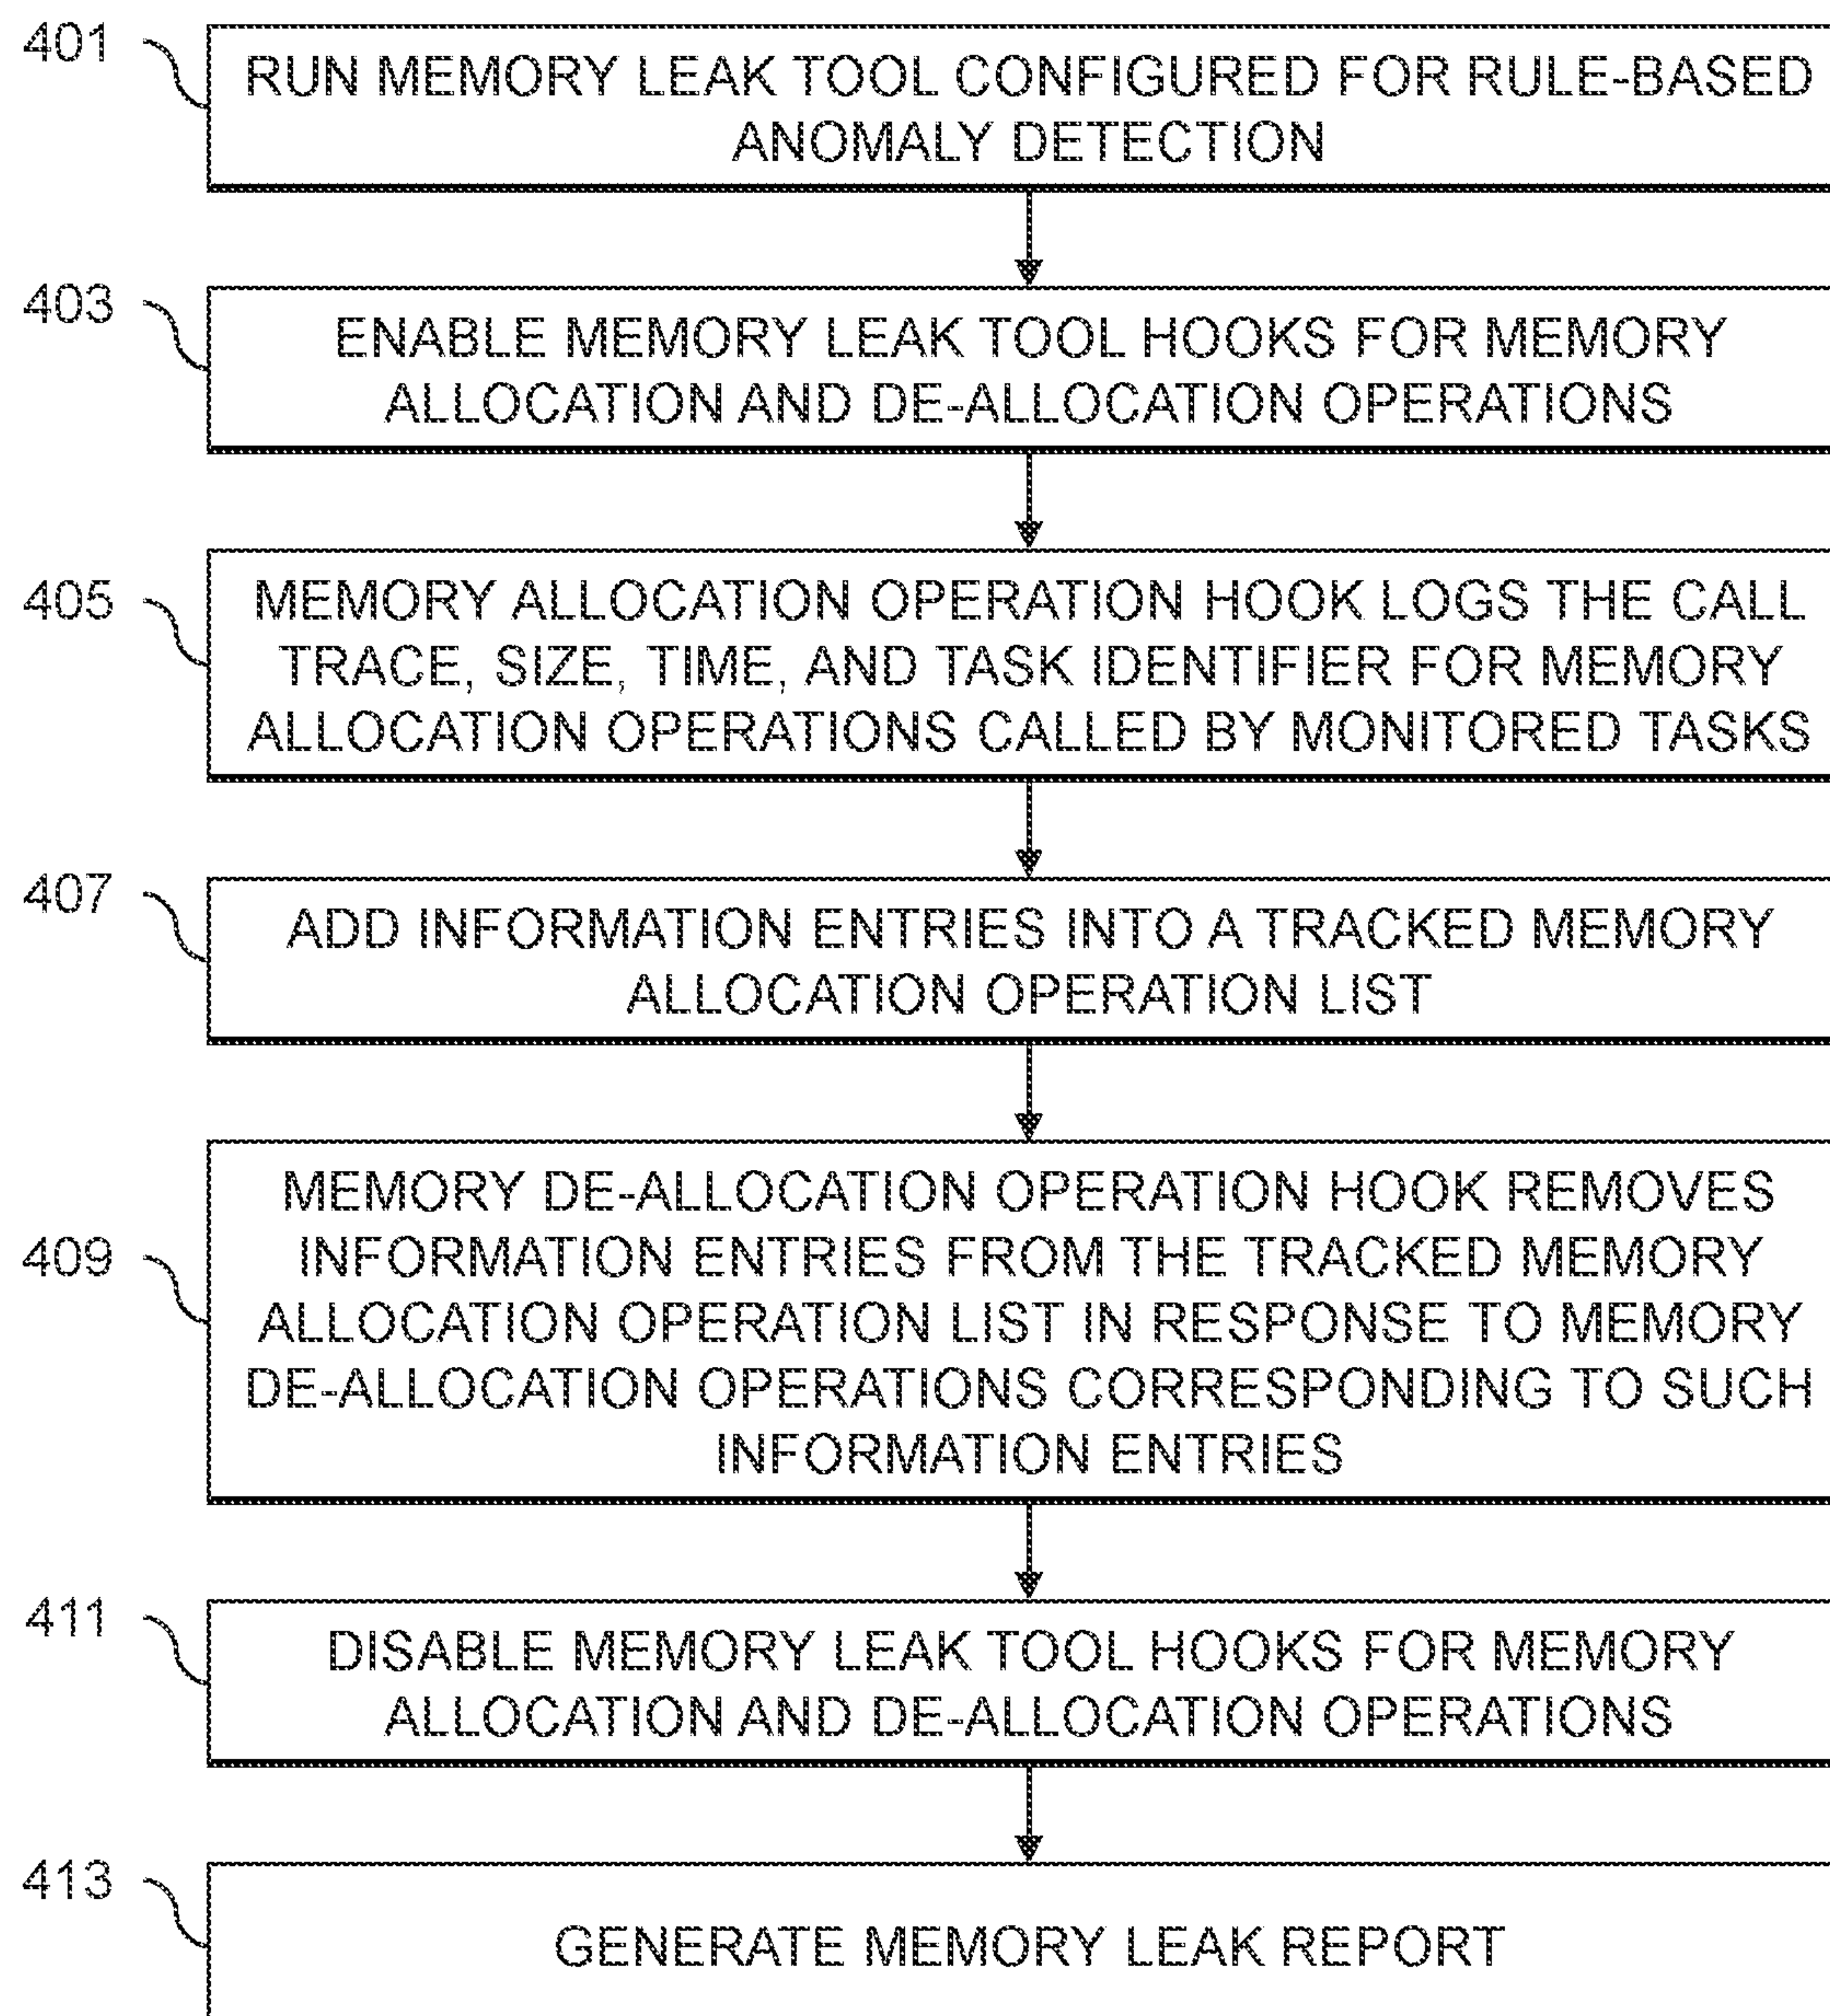 401
RUN MEMORY LEAK TOOL CONFIGURED FOR RULE-BASED
ANOMALY DETECTION
403
ENABLE MEMORY LEAK TOOL HOOKS FOR MEMORY
ALLOCATION AND DE-ALLOCATION OPERATIONS
405
MEMORY ALLOCATION OPERATION HOOK LOGS THE CALL
TRACE, SIZE, TIME, AND TASK IDENTIFIER FOR MEMORY
ALLOCATION OPERATIONS CALLED BY MONITORED TASKS
407
ADD INFORMATION ENTRIES INTO A TRACKED MEMORY
ALLOCATION OPERATION LIST
409
MEMORY DE-ALLOCATION OPERATION HOOK REMOVES
INFORMATION ENTRIES FROM THE TRACKED MEMORY
ALLOCATION OPERATION LIST IN RESPONSE TO MEMORY
DE-ALLOCATION OPERATIONS CORRESPONDING TO SUCH
INFORMATION ENTRIES
411
DISABLE MEMORY LEAK TOOL HOOKS FOR MEMORY
ALLOCATION AND DE-ALLOCATION OPERATIONS
413
GENERATE MEMORY LEAK REPORT